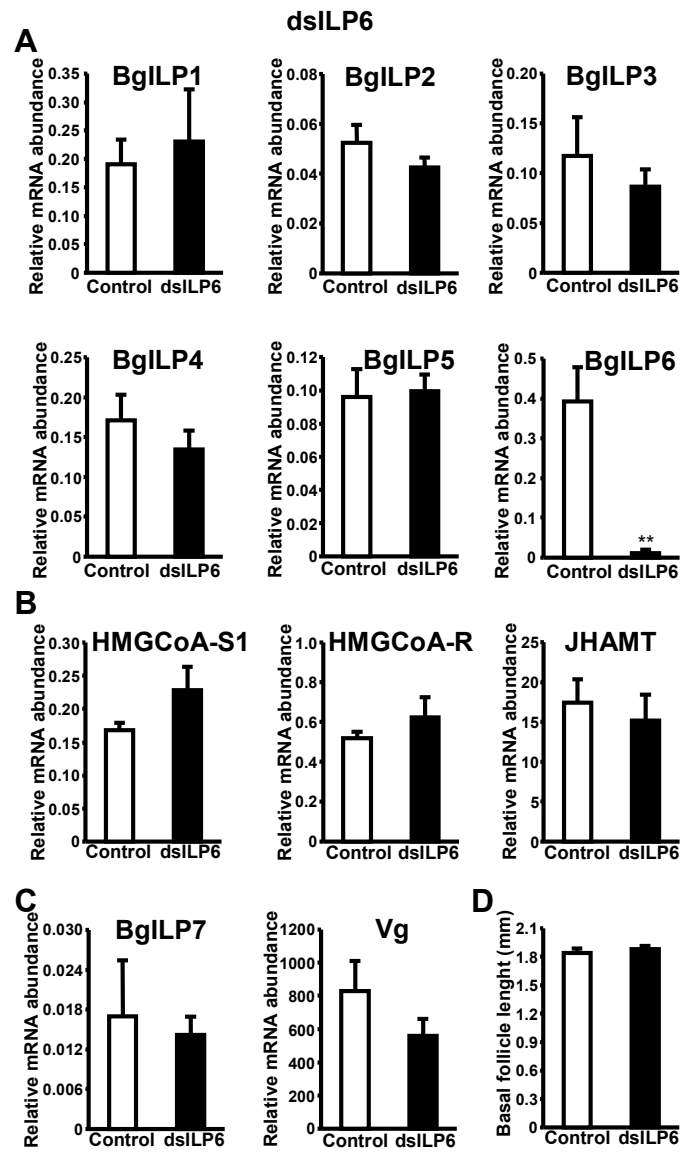 dsILP6
A
BgILP1
Relative mRNA abundance
0.35
0.30
0.25
0.20
0.15
0.10
0.05
0
Control dsILP6
BgILP2
Relative mRNA abundance
0.08
0.06
0.04
0.02
0
Control dsILP6
BgILP3
Relative mRNA abundance
0.20
0.15
0.10
0.05
0
Control dsILP6
BgILP4
Relative mRNA abundance
0.25
0.20
0.15
0.10
0.05
0
Control dsILP6
BgILP5
Relative mRNA abundance
0.12
0.10
0.08
0.06
0.04
0.02
0
Control dsILP6
BgILP6
Relative mRNA abundance
0.5
0.4
0.3
0.2
0.1
0
**
Control dsILP6
B
HMGCoA-S1
Relative mRNA abundance
0.30
0.25
0.20
0.15
0.10
0.05
0
Control dsILP6
HMGCoA-R
Relative mRNA abundance
1.0
0.8
0.6
0.4
0.2
0
Control dsILP6
JHAMT
Relative mRNA abundance
25
20
15
10
5
0
Control dsILP6
C
BgILP7
Relative mRNA abundance
0.030
0.024
0.018
0.012
0.006
0
Control dsILP6
Vg
Relative mRNA abundance
1200
1000
800
600
400
200
0
Control dsILP6
D
Basal follicle lenght (mm)
2.1
1.8
1.5
1.2
0.9
0.6
0.3
0
Control dsILP6